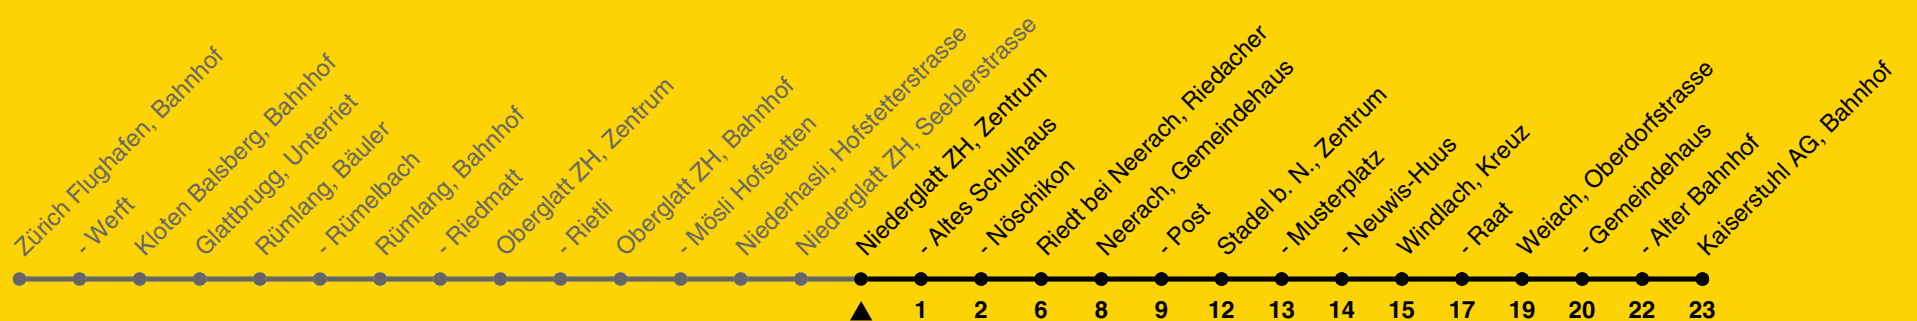 Zürich Flughafen, Bahnhof
- Werft
Kloten Balsberg, Bahnhof
Glattbrugg, Unterriet
Rümlang, Bäuler
- Rümelbach
Rümlang, Bahnhof
- Riedmatt
Oberglatt ZH, Zentrum
- Rietli
Oberglatt ZH, Bahnhof
- Mösli Hofstetten
Niederhasli, Hofstetterstrasse
Niederglatt ZH, Seeblerstrasse
Niederglatt ZH, Zentrum
- Altes Schulhaus
- Nöschikon
Riedt bei Neerach, Riedacher
Neerach, Gemeindehaus
- Post
Stadel b. N., Zentrum
- Musterplatz
- Neuwis-Huus
Windlach, Kreuz
- Raat
Weiach, Oberdorfstrasse
- Gemeindehaus
- Alter Bahnhof
Kaiserstuhl AG, Bahnhof
1 2 6 8 9 12 13 14 15 17 19 20 22 23